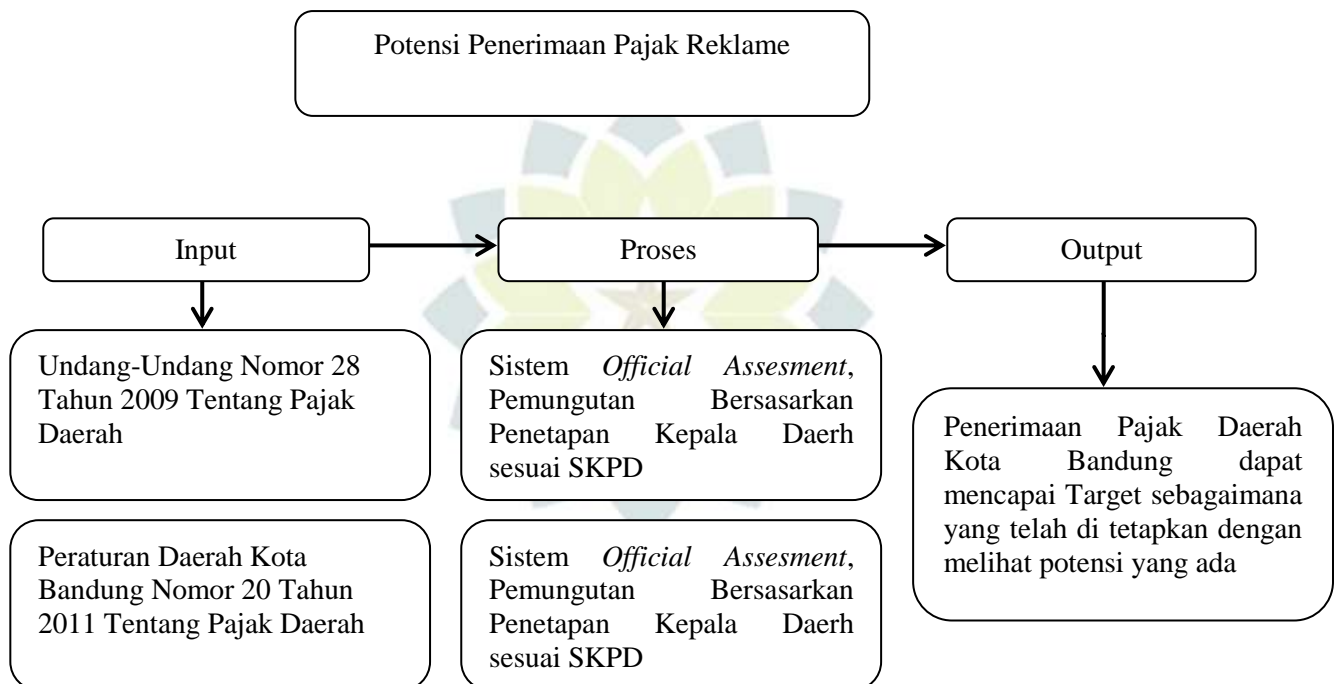 Potensi Penerimaan Pajak Reklame
Input
Proses
Output
Undang-Undang Nomor 28
Tahun 2009 Tentang Pajak
Daerah
Sistem Official Assesment,
Pemungutan Bersasarkan
Penetapan Kepala Daerh
sesuai SKPD
Penerimaan Pajak Daerah
Kota Bandung dapat
mencapai Target sebagaimana
yang telah di tetapkan dengan
melihat potensi yang ada
Peraturan Daerah Kota
Bandung Nomor 20 Tahun
2011 Tentang Pajak Daerah
Sistem Official Assesment,
Pemungutan Bersasarkan
Penetapan Kepala Daerh
sesuai SKPD